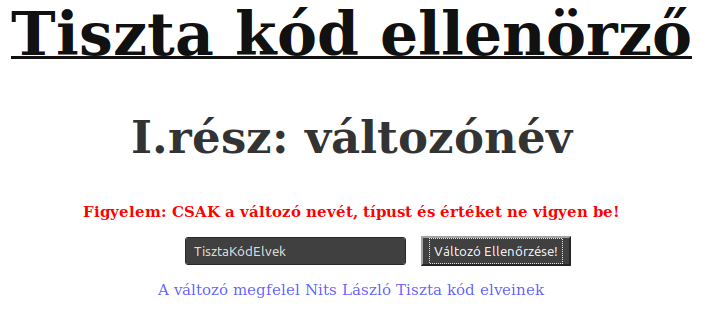 Tiszta kód ellenörző
I.rész: változónév
Figyelem: CSAK a változó nevét, típust és értéket ne vigyen be!
TisztaKódElvek
Változó Ellenőrzése!
A változó megfelel Nits László Tiszta kód elveinek